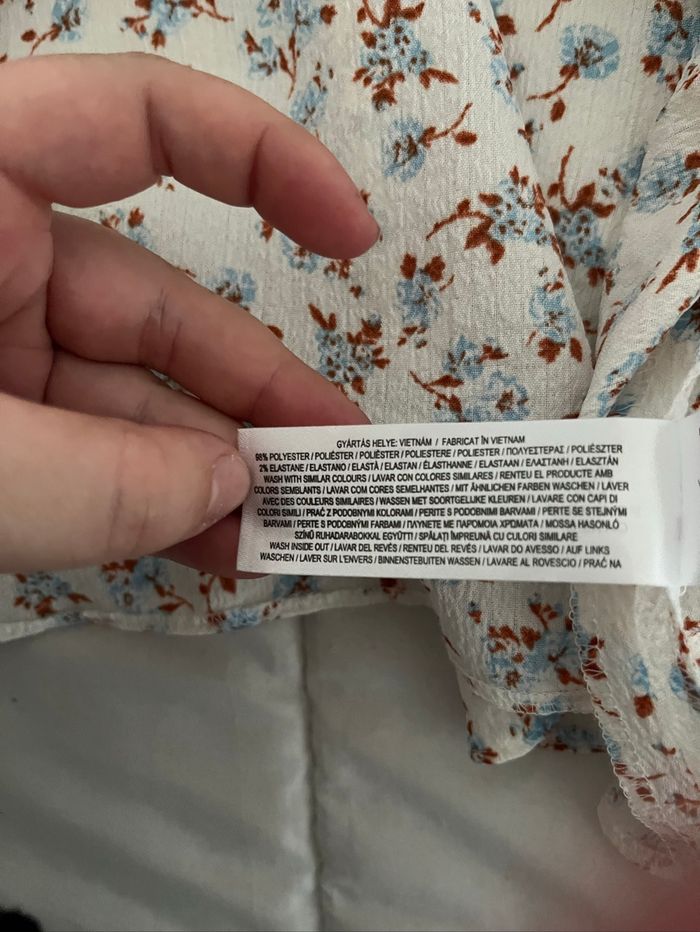 GYÁRTÁS HELYE: VIETNÁM / FABRICAT ÎN VIETNAM
98% POLYESTER / POLIÉSTER / POLIÈSTER / POLIESTERE / POLIESTER / ΠΟΛΥΕΣΤΕΡΑΣ / POLIÉSZTER
2% ELASTANE / ELASTANO / ELASTÀ / ELASTAN / ÉLASTHANNE / ELASTAAN / ΕΛΑΣΤΑΝΗ / ELASZTÁN
WASH WITH SIMILAR COLOURS / LAVAR CON COLORES SIMILARES / RENTEU EL PRODUCTE AMB
COLORS SEMBLANTS / LAVAR COM CORES SEMELHANTES / MIT ÄHNLICHEN FARBEN WASCHEN / LAVER
AVEC DES COULEURS SIMILAIRES / WASSEN MET SOORTGELIJKE KLEUREN / LAVARE CON CAPI DI
COLORI SIMILI / PRAĆ Z PODOBNYMI KOLORAMI / PERITE S PODOBNIMI BARVAMI / PERTE SE STEJNÝMI
BARVAMI / PERTE S PODOBNÝMI FARBAMI / ΠΛΥΝΕΤΕ ΜΕ ΠΑΡΟΜΟΙΑ ΧΡΩΜΑΤΑ / MOSSA HASONLÓ
SZÍNŰ RUHADARABOKKAL EGYÜTT / SPĂLAȚI ÎMPREUNĂ CU CULORI SIMILARE
WASH INSIDE OUT / LAVAR DEL REVÉS / RENTEU DEL REVÉS / LAVAR DO AVESSO / AUF LINKS
WASCHEN / LAVER SUR L'ENVERS / BINNENSTEBUITEN WASSEN / LAVARE AL ROVESCIO / PRAĆ NA